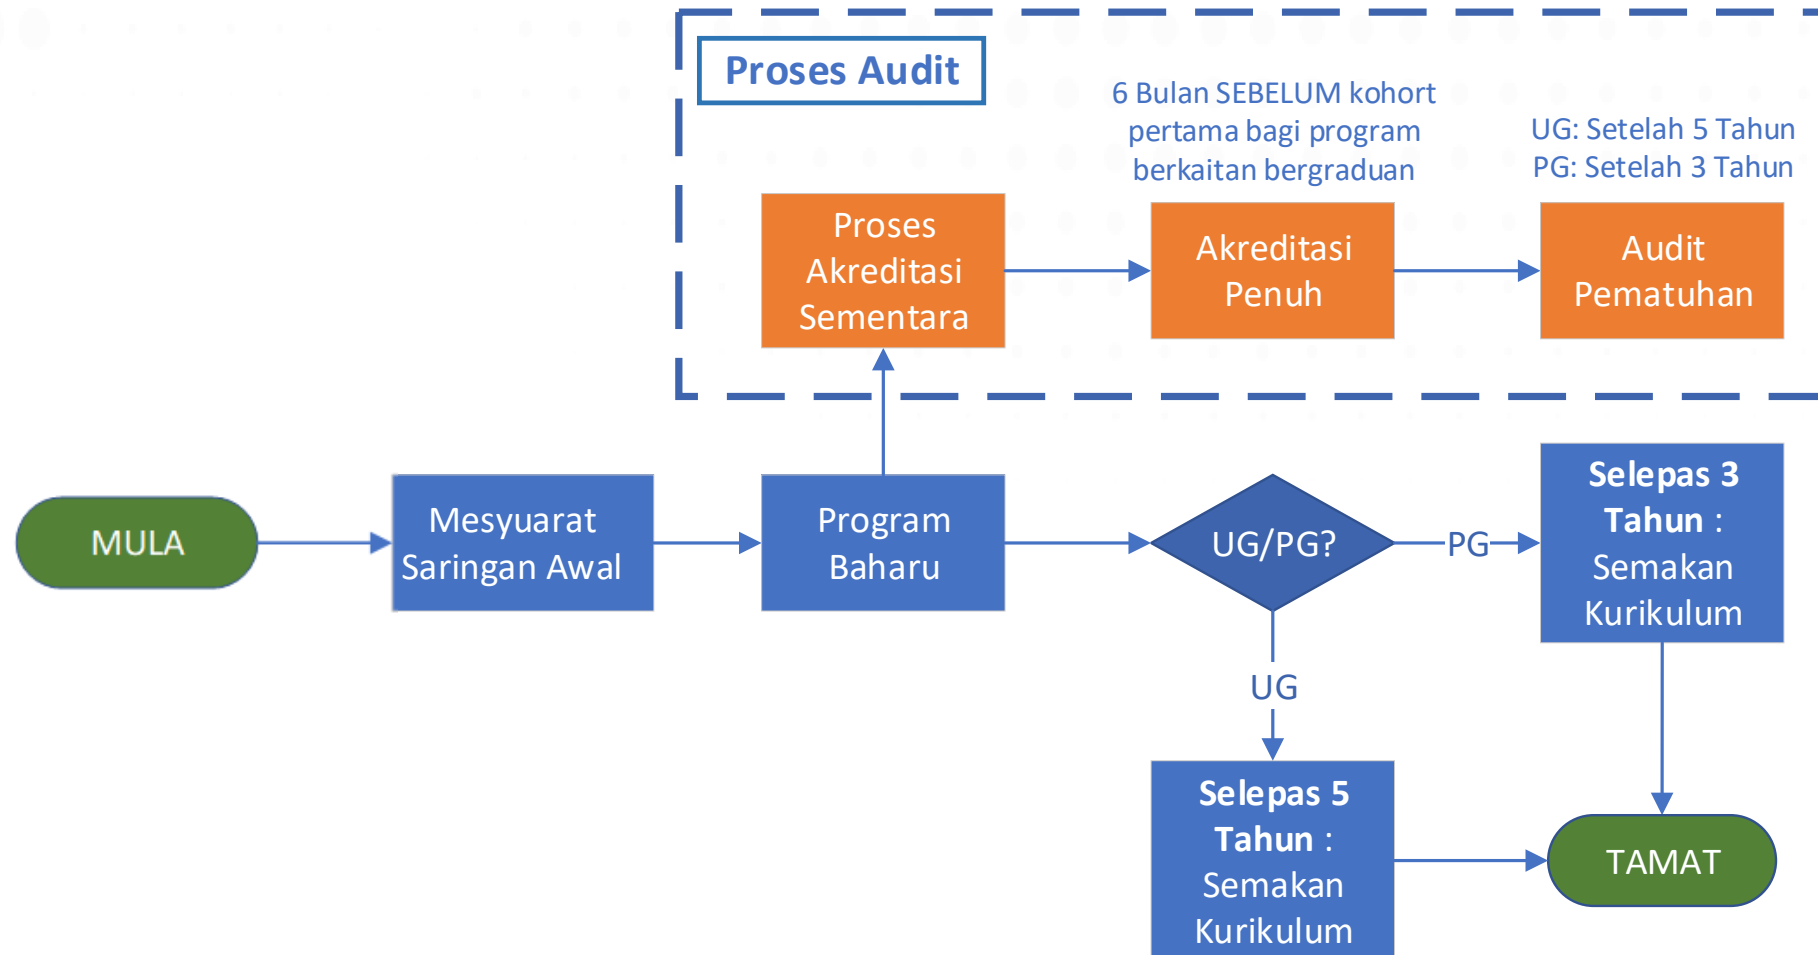 Proses Audit
6 Bulan SEBELUM kohort
pertama bagi program
berkaitan bergraduan
UG: Setelah 5 Tahun
PG: Setelah 3 Tahun
Proses
Akreditasi
Sementara
Akreditasi
Penuh
Audit
Pematuhan
MULA
Mesyuarat
Saringan Awal
Program
Baharu
UG/PG?
PG
Selepas 3
Tahun :
Semakan
Kurikulum
UG
Selepas 5
Tahun :
Semakan
Kurikulum
TAMAT